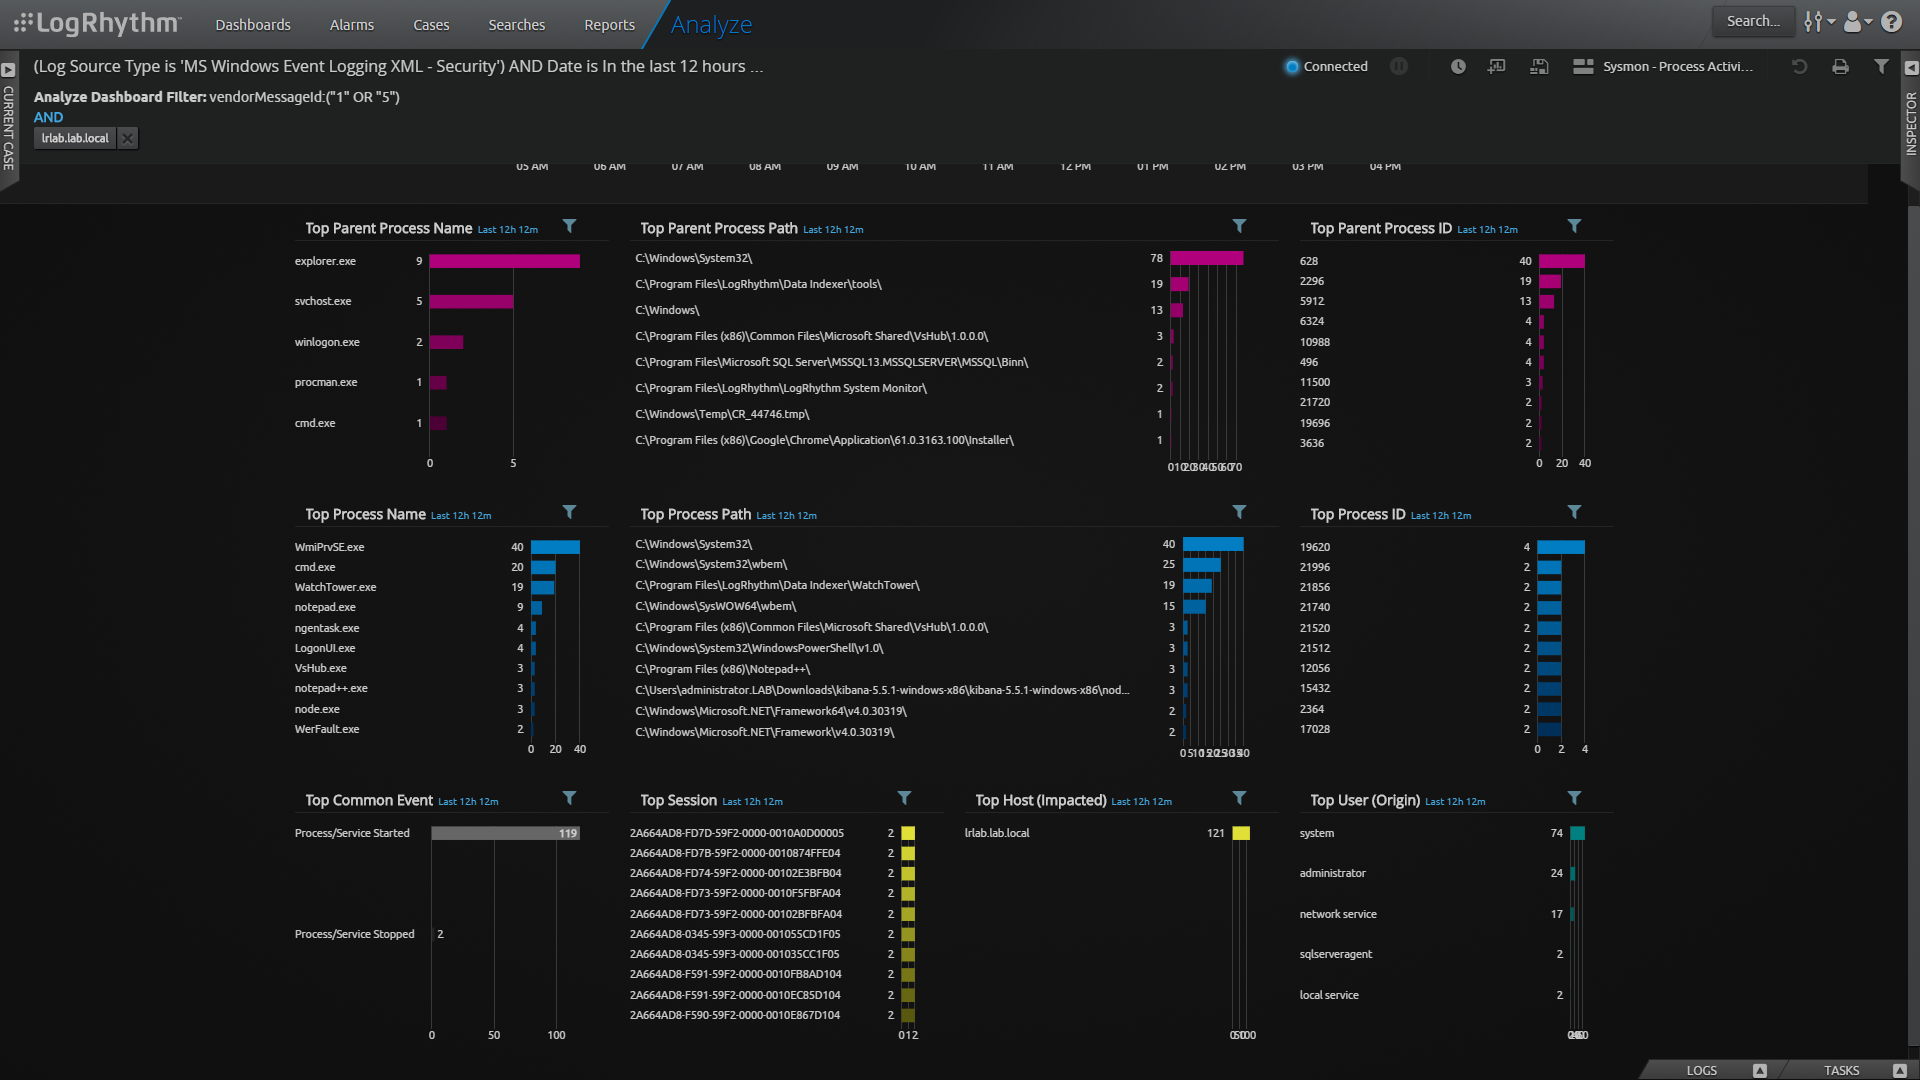 LogRhythm
Dashboards Alarms Cases Searches Reports Analyze Search... ?
(Log Source Type is 'MS Windows Event Logging XML - Security') AND Date is In the last 12 hours ...
Connected Sysmon - Process Activi...
Analyze Dashboard Filter: vendorMessageId:("1" OR "5")
AND
lrlab.lab.local
CURRENT CASE
INSPECTOR
05 AM 06 AM 07 AM 08 AM 09 AM 10 AM 11 AM 12 PM 01 PM 02 PM 03 PM 04 PM
Top Parent Process Name Last 12h 12m
explorer.exe 9
svchost.exe 5
winlogon.exe 2
procman.exe 1
cmd.exe 1
0 5
Top Parent Process Path Last 12h 12m
C:\Windows\System32\ 78
C:\Program Files\LogRhythm\Data Indexer\tools\ 19
C:\Windows\ 13
C:\Program Files (x86)\Common Files\Microsoft Shared\VsHub\1.0.0.0\ 3
C:\Program Files\Microsoft SQL Server\MSSQL13.MSSQLSERVER\MSSQL\Binn\ 2
C:\Program Files\LogRhythm\LogRhythm System Monitor\ 2
C:\Windows\Temp\CR_44746.tmp\ 1
C:\Program Files (x86)\Google\Chrome\Application\61.0.3163.100\Installer\ 1
0 10 20 30 40 50 60 70
Top Parent Process ID Last 12h 12m
628 40
2296 19
5912 13
6324 4
10988 4
496 4
11500 3
21720 2
19696 2
3636 2
0 20 40
Top Process Name Last 12h 12m
WmiPrvSE.exe 40
cmd.exe 20
WatchTower.exe 19
notepad.exe 9
ngentask.exe 4
LogonUI.exe 4
VsHub.exe 3
notepad++.exe 3
node.exe 3
WerFault.exe 2
0 20 40
Top Process Path Last 12h 12m
C:\Windows\System32\ 40
C:\Windows\System32\wbem\ 25
C:\Program Files\LogRhythm\Data Indexer\WatchTower\ 19
C:\Windows\SysWOW64\wbem\ 15
C:\Program Files (x86)\Common Files\Microsoft Shared\VsHub\1.0.0.0\ 3
C:\Windows\System32\WindowsPowerShell\v1.0\ 3
C:\Program Files (x86)\Notepad++\ 3
C:\Users\administrator.LAB\Downloads\kibana-5.5.1-windows-x86\kibana-5.5.1-windows-x86\nod... 3
C:\Windows\Microsoft.NET\Framework64\v4.0.30319\ 2
C:\Windows\Microsoft.NET\Framework\v4.0.30319\ 2
0 5 10 15 20 25 30 35 40
Top Process ID Last 12h 12m
19620 4
21996 2
21856 2
21740 2
21520 2
21512 2
12056 2
15432 2
2364 2
17028 2
0 2 4
Top Common Event Last 12h 12m
Process/Service Started 119
Process/Service Stopped 2
0 50 100
Top Session Last 12h 12m
2A664AD8-FD7D-59F2-0000-0010A0D00005 2
2A664AD8-FD7B-59F2-0000-0010874FFE04 2
2A664AD8-FD74-59F2-0000-00102E3BFB04 2
2A664AD8-FD73-59F2-0000-0010F5FBFA04 2
2A664AD8-FD73-59F2-0000-00102BFBFA04 2
2A664AD8-0345-59F3-0000-001055CD1F05 2
2A664AD8-0345-59F3-0000-001035CC1F05 2
2A664AD8-F591-59F2-0000-0010FB8AD104 2
2A664AD8-F591-59F2-0000-0010EC85D104 2
2A664AD8-F590-59F2-0000-0010E867D104 2
0 1 2
Top Host (Impacted) Last 12h 12m
lrlab.lab.local 121
0 50 100
Top User (Origin) Last 12h 12m
system 74
administrator 24
network service 17
sqlserveragent 2
local service 2
LOGS TASKS